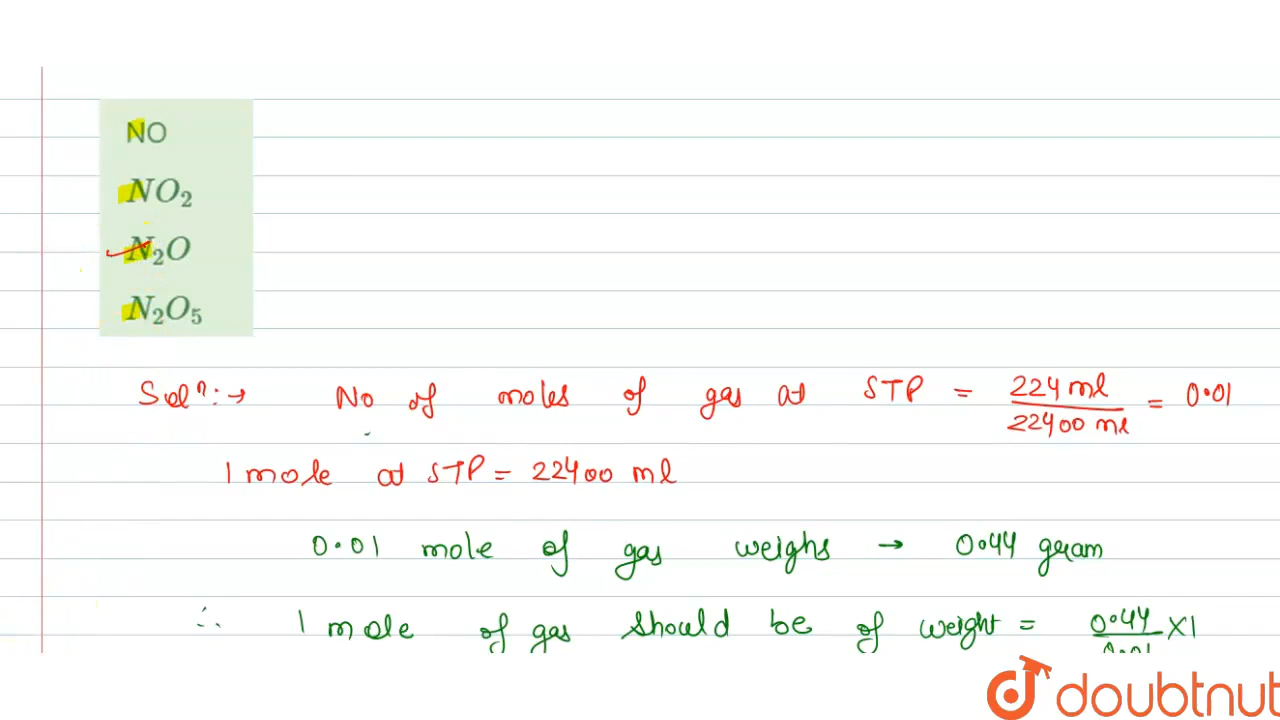 NO
NO₂
N₂O
N₂O₅
Solⁿ:→ No of moles of gas at STP = 224 ml / 22400 ml = 0.01
1 mole at STP = 22400 ml
0.01 mole of gas weighs → 0.44 gram
∴ 1 mole of gas should be of weight = 0.44 / 0.01 ×1
doubtnut